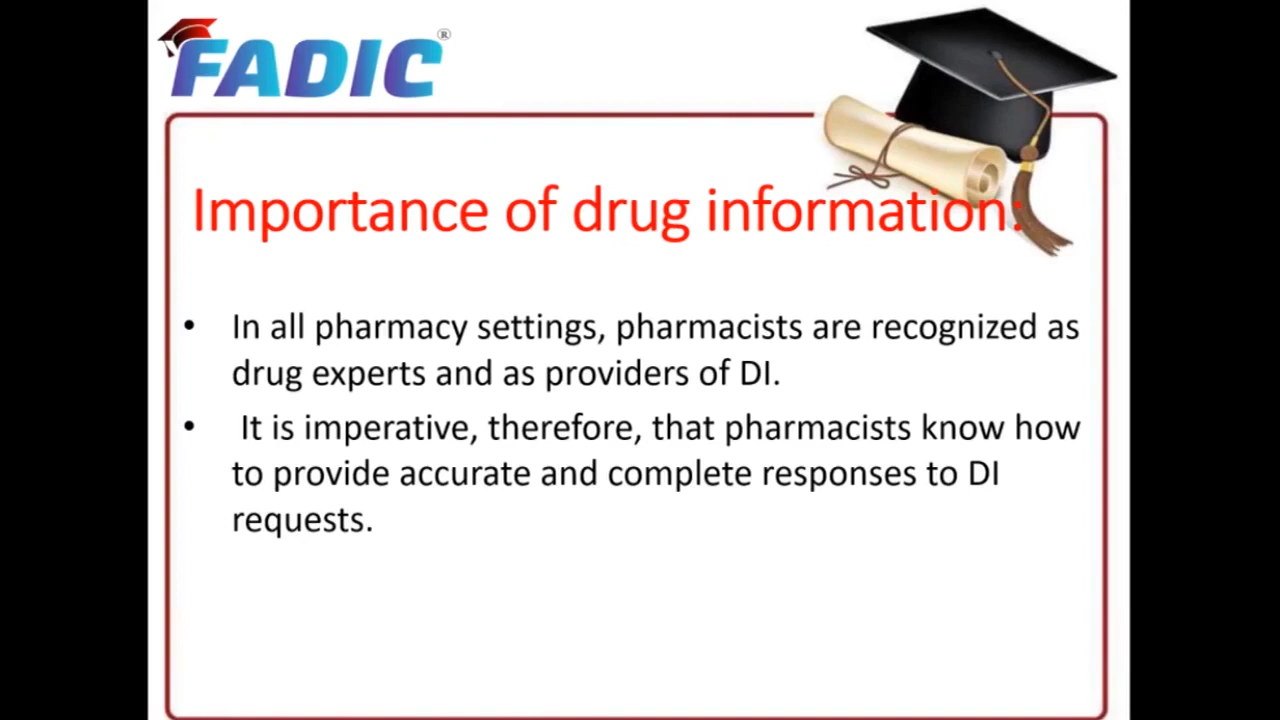 FADIC®
Importance of drug information:
• In all pharmacy settings, pharmacists are recognized as
drug experts and as providers of DI.
• It is imperative, therefore, that pharmacists know how
to provide accurate and complete responses to DI
requests.